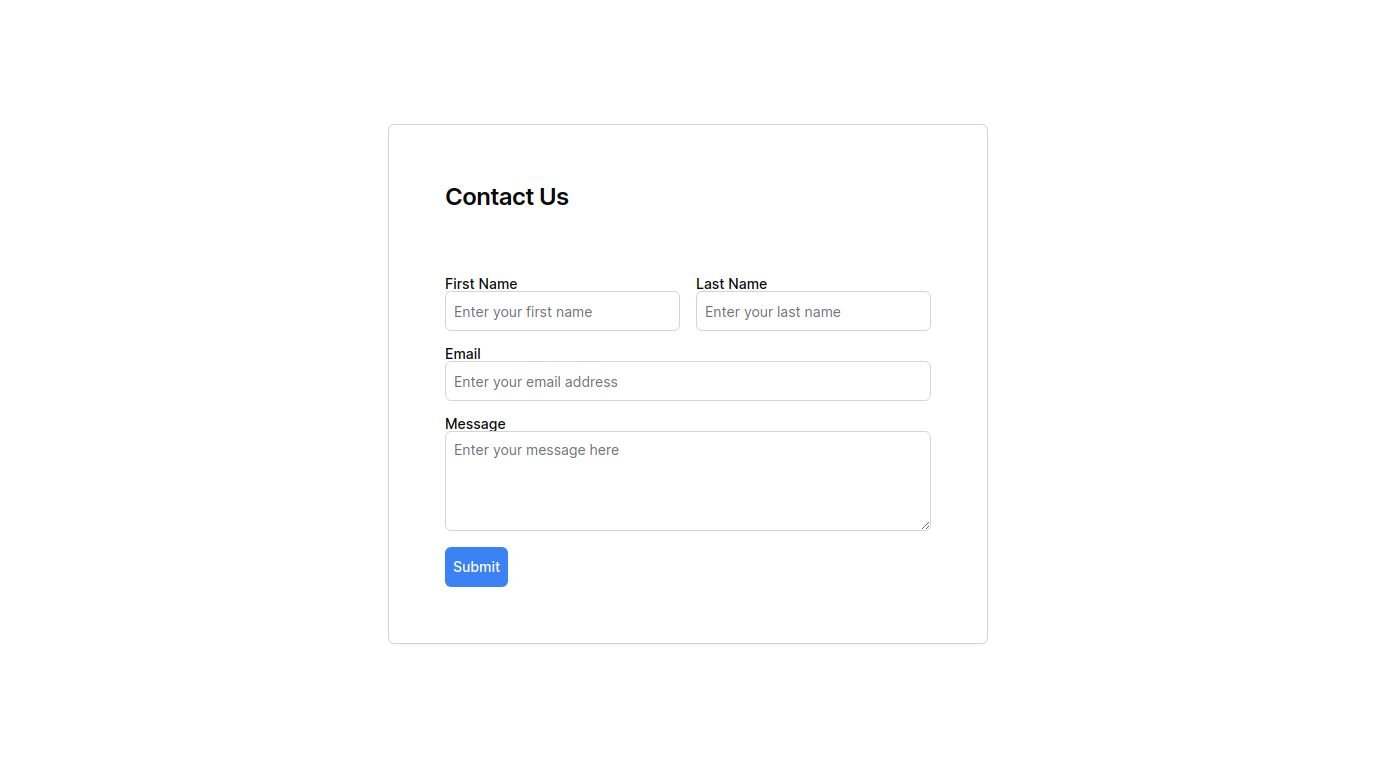 Contact Us
First Name Last Name
Enter your first name Enter your last name
Email
Enter your email address
Message
Enter your message here
Submit